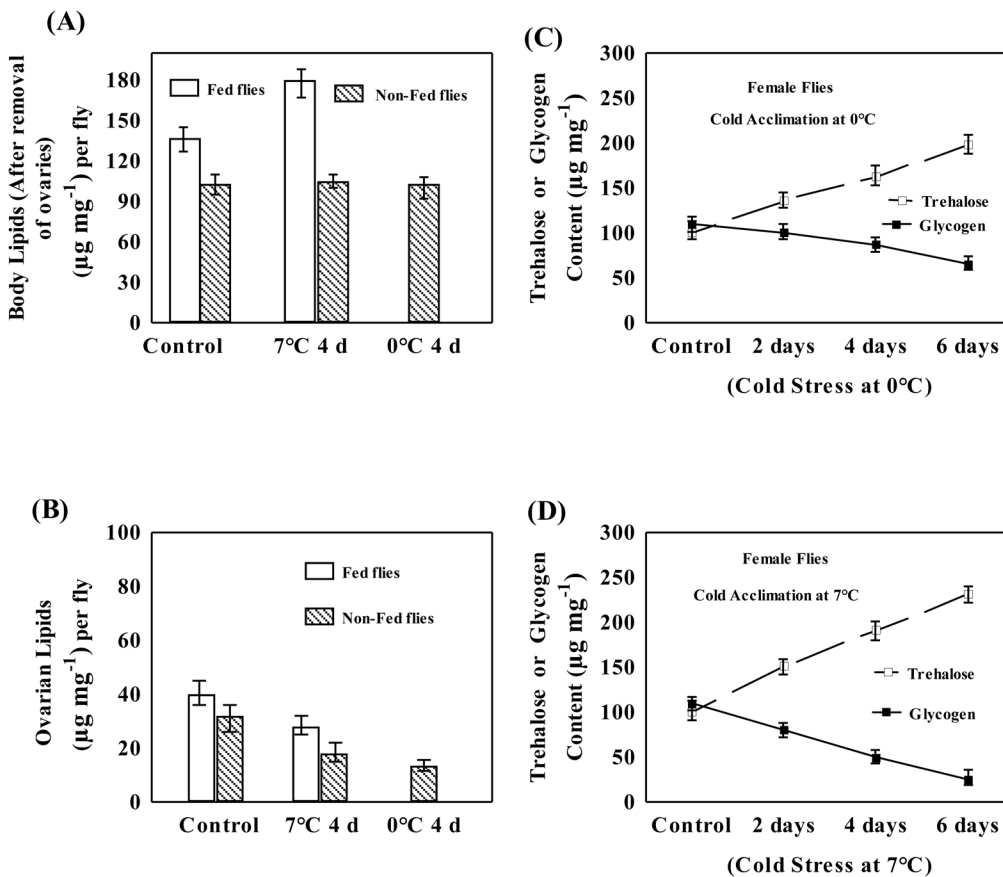 (A)
Body Lipids (After removal
of ovaries)
(µg mg⁻¹) per fly
180
150
120
90
60
30
0
Fed flies
Non-Fed flies
Control
7°C 4 d
0°C 4 d
(C)
Trehalose or Glycogen
Content (µg mg⁻¹)
300
250
200
150
100
50
0
Female Flies
Cold Acclimation at 0°C
Trehalose
Glycogen
Control
2 days
4 days
6 days
(Cold Stress at 0°C)
(B)
Ovarian Lipids
(µg mg⁻¹) per fly
100
80
60
40
20
0
Fed flies
Non-Fed flies
Control
7°C 4 d
0°C 4 d
(D)
Trehalose or Glycogen
Content (µg mg⁻¹)
300
250
200
150
100
50
0
Female Flies
Cold Acclimation at 7°C
Trehalose
Glycogen
Control
2 days
4 days
6 days
(Cold Stress at 7°C)